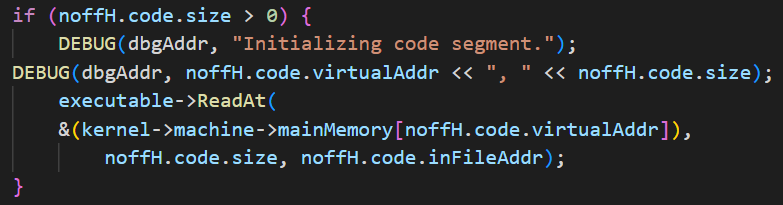 if (noffH.code.size > 0) {
    DEBUG(dbgAddr, "Initializing code segment.");
DEBUG(dbgAddr, noffH.code.virtualAddr << ", " << noffH.code.size);
    executable->ReadAt(
    &(kernel->machine->mainMemory[noffH.code.virtualAddr]),
        noffH.code.size, noffH.code.inFileAddr);
}